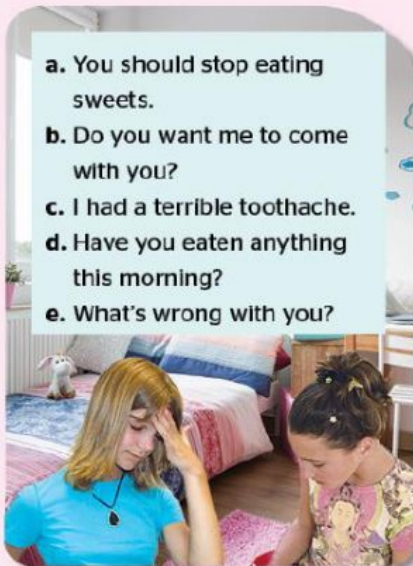 a. You should stop eating
sweets.
b. Do you want me to come
with you?
c. I had a terrible toothache.
d. Have you eaten anything
this morning?
e. What's wrong with you?